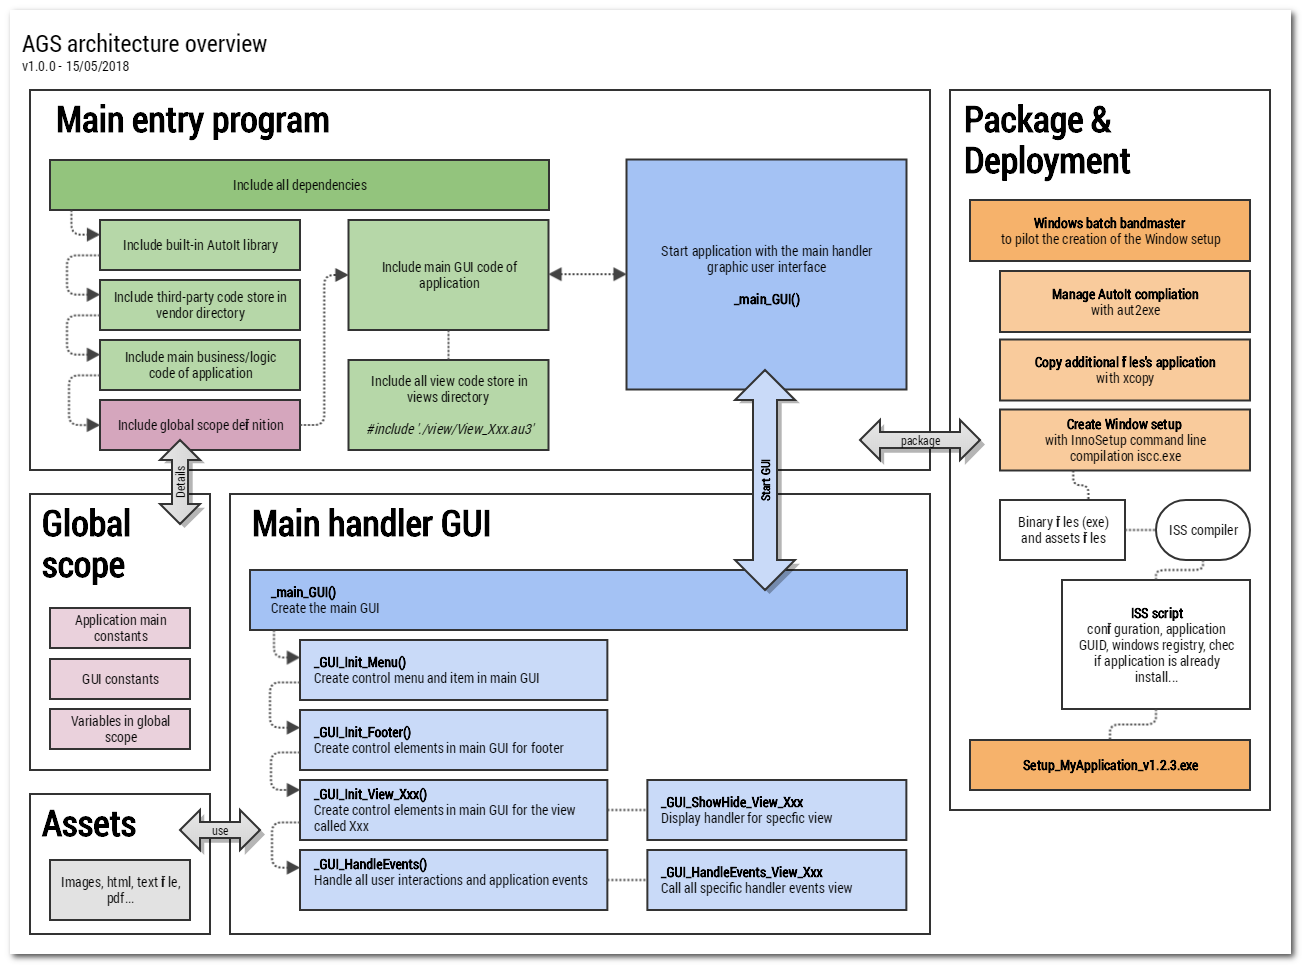 AGS architecture overview
v1.0.0 - 15/05/2018
Main entry program
Include all dependencies
Include built-in AutoIt library
Include third-party code store in
vendor directory
Include main business/logic
code of application
Include global scope definition
Include main GUI code of
application
Include all view code store in
views directory
#include './view/View_Xxx.au3'
Start application with the main handler
graphic user interface
_main_GUI()
Details
Start GUI
package
Global
scope
Application main
constants
GUI constants
Variables in global
scope
Assets
Images, html, text file,
pdf...
use
Main handler GUI
_main_GUI()
Create the main GUI
_GUI_Init_Menu()
Create control menu and item in main GUI
_GUI_Init_Footer()
Create control elements in main GUI for footer
_GUI_Init_View_Xxx()
Create control elements in main GUI for the view
called Xxx
_GUI_HandleEvents()
Handle all user interactions and application events
_GUI_ShowHide_View_Xxx
Display handler for specfic view
_GUI_HandleEvents_View_Xxx
Call all specific handler events view
Package &
Deployment
Windows batch bandmaster
to pilot the creation of the Window setup
Manage AutoIt compliation
with aut2exe
Copy additional files's application
with xcopy
Create Window setup
with InnoSetup command line
compilation iscc.exe
Binary files (exe)
and assets files
ISS compiler
ISS script
configuration, application
GUID, windows registry, chec
if application is already
install...
Setup_MyApplication_v1.2.3.exe